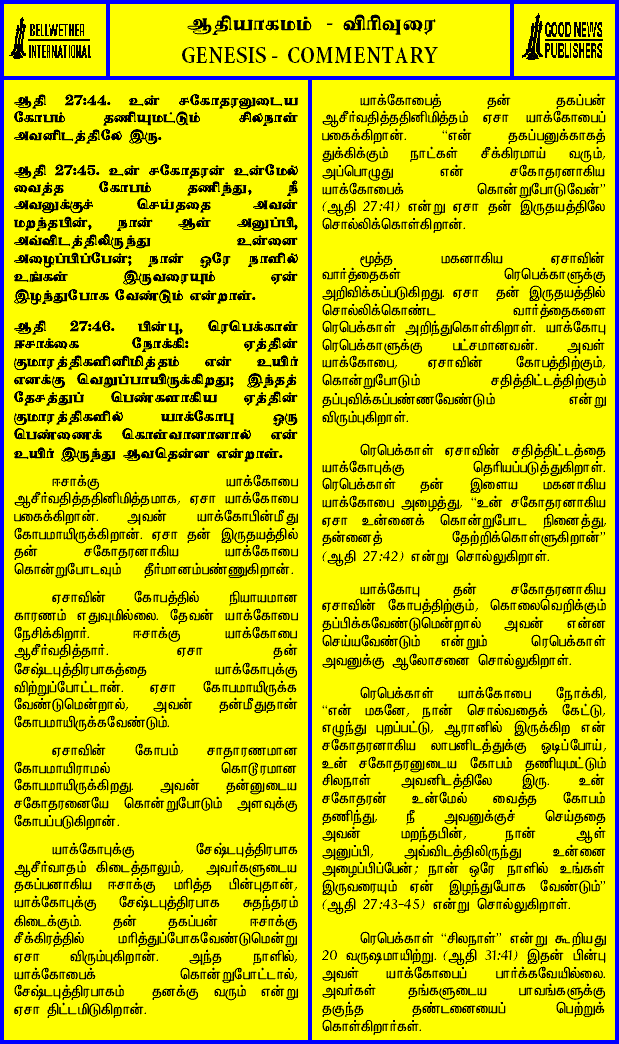 BELLWETHER
INTERNATIONAL
ஆதியாகமம் - விரிவுரை
GENESIS - COMMENTARY
GOOD NEWS
PUBLISHERS
ஆதி 27:44. உன் சகோதரனுடைய
கோபம் தணியுமட்டும் சிலநாள்
அவனிடத்திலே இரு.
ஆதி 27:45. உன் சகோதரன் உன்மேல்
வைத்த கோபம் தணிந்து, நீ
அவனுக்குச் செய்ததை அவன்
மறந்தபின், நான் ஆள் அனுப்பி,
அவ்விடத்திலிருந்து உன்னை
அழைப்பிப்பேன்; நான் ஒரே நாளில்
உங்கள் இருவரையும் ஏன்
இழந்துபோக வேண்டும் என்றாள்.
ஆதி 27:46. பின்பு, ரெபெக்காள்
ஈசாக்கை நோக்கி: ஏத்தின்
குமாரத்திகளினிமித்தம் என் உயிர்
எனக்கு வெறுப்பாயிருக்கிறது; இந்தத்
தேசத்துப் பெண்களாகிய ஏத்தின்
குமாரத்திகளில் யாக்கோபு ஒரு
பெண்ணைக் கொள்வானானால் என்
உயிர் இருந்து ஆவதென்ன என்றாள்.
ஈசாக்கு யாக்கோபை
ஆசீர்வதித்ததினிமித்தமாக, ஏசா யாக்கோபை
பகைக்கிறான். அவன் யாக்கோபின்மீது
கோபமாயிருக்கிறான். ஏசா தன் இருதயத்தில்
தன் சகோதரனாகிய யாக்கோபை
கொன்றுபோடவும் தீர்மானம்பண்ணுகிறான்.
ஏசாவின் கோபத்தில் நியாயமான
காரணம் எதுவுமில்லை. தேவன் யாக்கோபை
நேசிக்கிறார். ஈசாக்கு யாக்கோபை
ஆசீர்வதித்தார். ஏசா தன்
சேஷ்டபுத்திரபாகத்தை யாக்கோபுக்கு
விற்றுப்போட்டான். ஏசா கோபமாயிருக்க
வேண்டுமென்றால், அவன் தன்மீதுதான்
கோபமாயிருக்கவேண்டும்.
ஏசாவின் கோபம் சாதாரணமான
கோபமாயிராமல் கொடூரமான
கோபமாயிருக்கிறது. அவன் தன்னுடைய
சகோதரனையே கொன்றுபோடும் அளவுக்கு
கோபப்படுகிறான்.
யாக்கோபுக்கு சேஷ்டபுத்திரபாக
ஆசீர்வாதம் கிடைத்தாலும், அவர்களுடைய
தகப்பனாகிய ஈசாக்கு மரித்த பின்புதான்,
யாக்கோபுக்கு சேஷ்டபுத்திரபாக சுதந்தரம்
கிடைக்கும். தன் தகப்பன் ஈசாக்கு
சீக்கிரத்தில் மரித்துப்போகவேண்டுமென்று
ஏசா விரும்புகிறான். அந்த நாளில்,
யாக்கோபைக் கொன்றுபோட்டால்,
சேஷ்டபுத்திரபாகம் தனக்கு வரும் என்று
ஏசா திட்டமிடுகிறான்.
யாக்கோபைத் தன் தகப்பன்
ஆசீர்வதித்ததினிமித்தம் ஏசா யாக்கோபைப்
பகைக்கிறான். “என் தகப்பனுக்காகத்
துக்கிக்கும் நாட்கள் சீக்கிரமாய் வரும்,
அப்பொழுது என் சகோதரனாகிய
யாக்கோபைக் கொன்றுபோடுவேன்”
(ஆதி 27:41) என்று ஏசா தன் இருதயத்திலே
சொல்லிக்கொள்கிறான்.
மூத்த மகனாகிய ஏசாவின்
வார்த்தைகள் ரெபெக்காளுக்கு
அறிவிக்கப்படுகிறது. ஏசா தன் இருதயத்தில்
சொல்லிக்கொண்ட வார்த்தைகளை
ரெபெக்காள் அறிந்துகொள்கிறாள். யாக்கோபு
ரெபெக்காளுக்கு பட்சமானவன். அவள்
யாக்கோபை, ஏசாவின் கோபத்திற்கும்,
கொன்றுபோடும் சதித்திட்டத்திற்கும்
தப்புவிக்கப்பண்ணவேண்டும் என்று
விரும்புகிறாள்.
ரெபெக்காள் ஏசாவின் சதித்திட்டத்தை
யாக்கோபுக்கு தெரியப்படுத்துகிறாள்.
ரெபெக்காள் தன் இளைய மகனாகிய
யாக்கோபை அழைத்து, “உன் சகோதரனாகிய
ஏசா உன்னைக் கொன்றுபோட நினைத்து,
தன்னைத் தேற்றிக்கொள்ளுகிறான்”
(ஆதி 27:42) என்று சொல்லுகிறாள்.
யாக்கோபு தன் சகோதரனாகிய
ஏசாவின் கோபத்திற்கும், கொலைவெறிக்கும்
தப்பிக்கவேண்டுமென்றால் அவன் என்ன
செய்யவேண்டும் என்றும் ரெபெக்காள்
அவனுக்கு ஆலோசனை சொல்லுகிறாள்.
ரெபெக்காள் யாக்கோபை நோக்கி,
“என் மகனே, நான் சொல்வதைக் கேட்டு,
எழுந்து புறப்பட்டு, ஆரானில் இருக்கிற என்
சகோதரனாகிய லாபனிடத்துக்கு ஓடிப்போய்,
உன் சகோதரனுடைய கோபம் தணியுமட்டும்
சிலநாள் அவனிடத்திலே இரு. உன்
சகோதரன் உன்மேல் வைத்த கோபம்
தணிந்து, நீ அவனுக்குச் செய்ததை
அவன் மறந்தபின், நான் ஆள்
அனுப்பி, அவ்விடத்திலிருந்து உன்னை
அழைப்பிப்பேன்; நான் ஒரே நாளில் உங்கள்
இருவரையும் ஏன் இழந்துபோக வேண்டும்”
(ஆதி 27:43-45) என்று சொல்லுகிறாள்.
ரெபெக்காள் “சிலநாள்” என்று கூறியது
20 வருஷமாயிற்று. (ஆதி 31:41) இதன் பின்பு
அவள் யாக்கோபைப் பார்க்கவேயில்லை.
அவர்கள் தங்களுடைய பாவங்களுக்கு
தகுந்த தண்டனையைப் பெற்றுக்
கொள்கிறார்கள்.